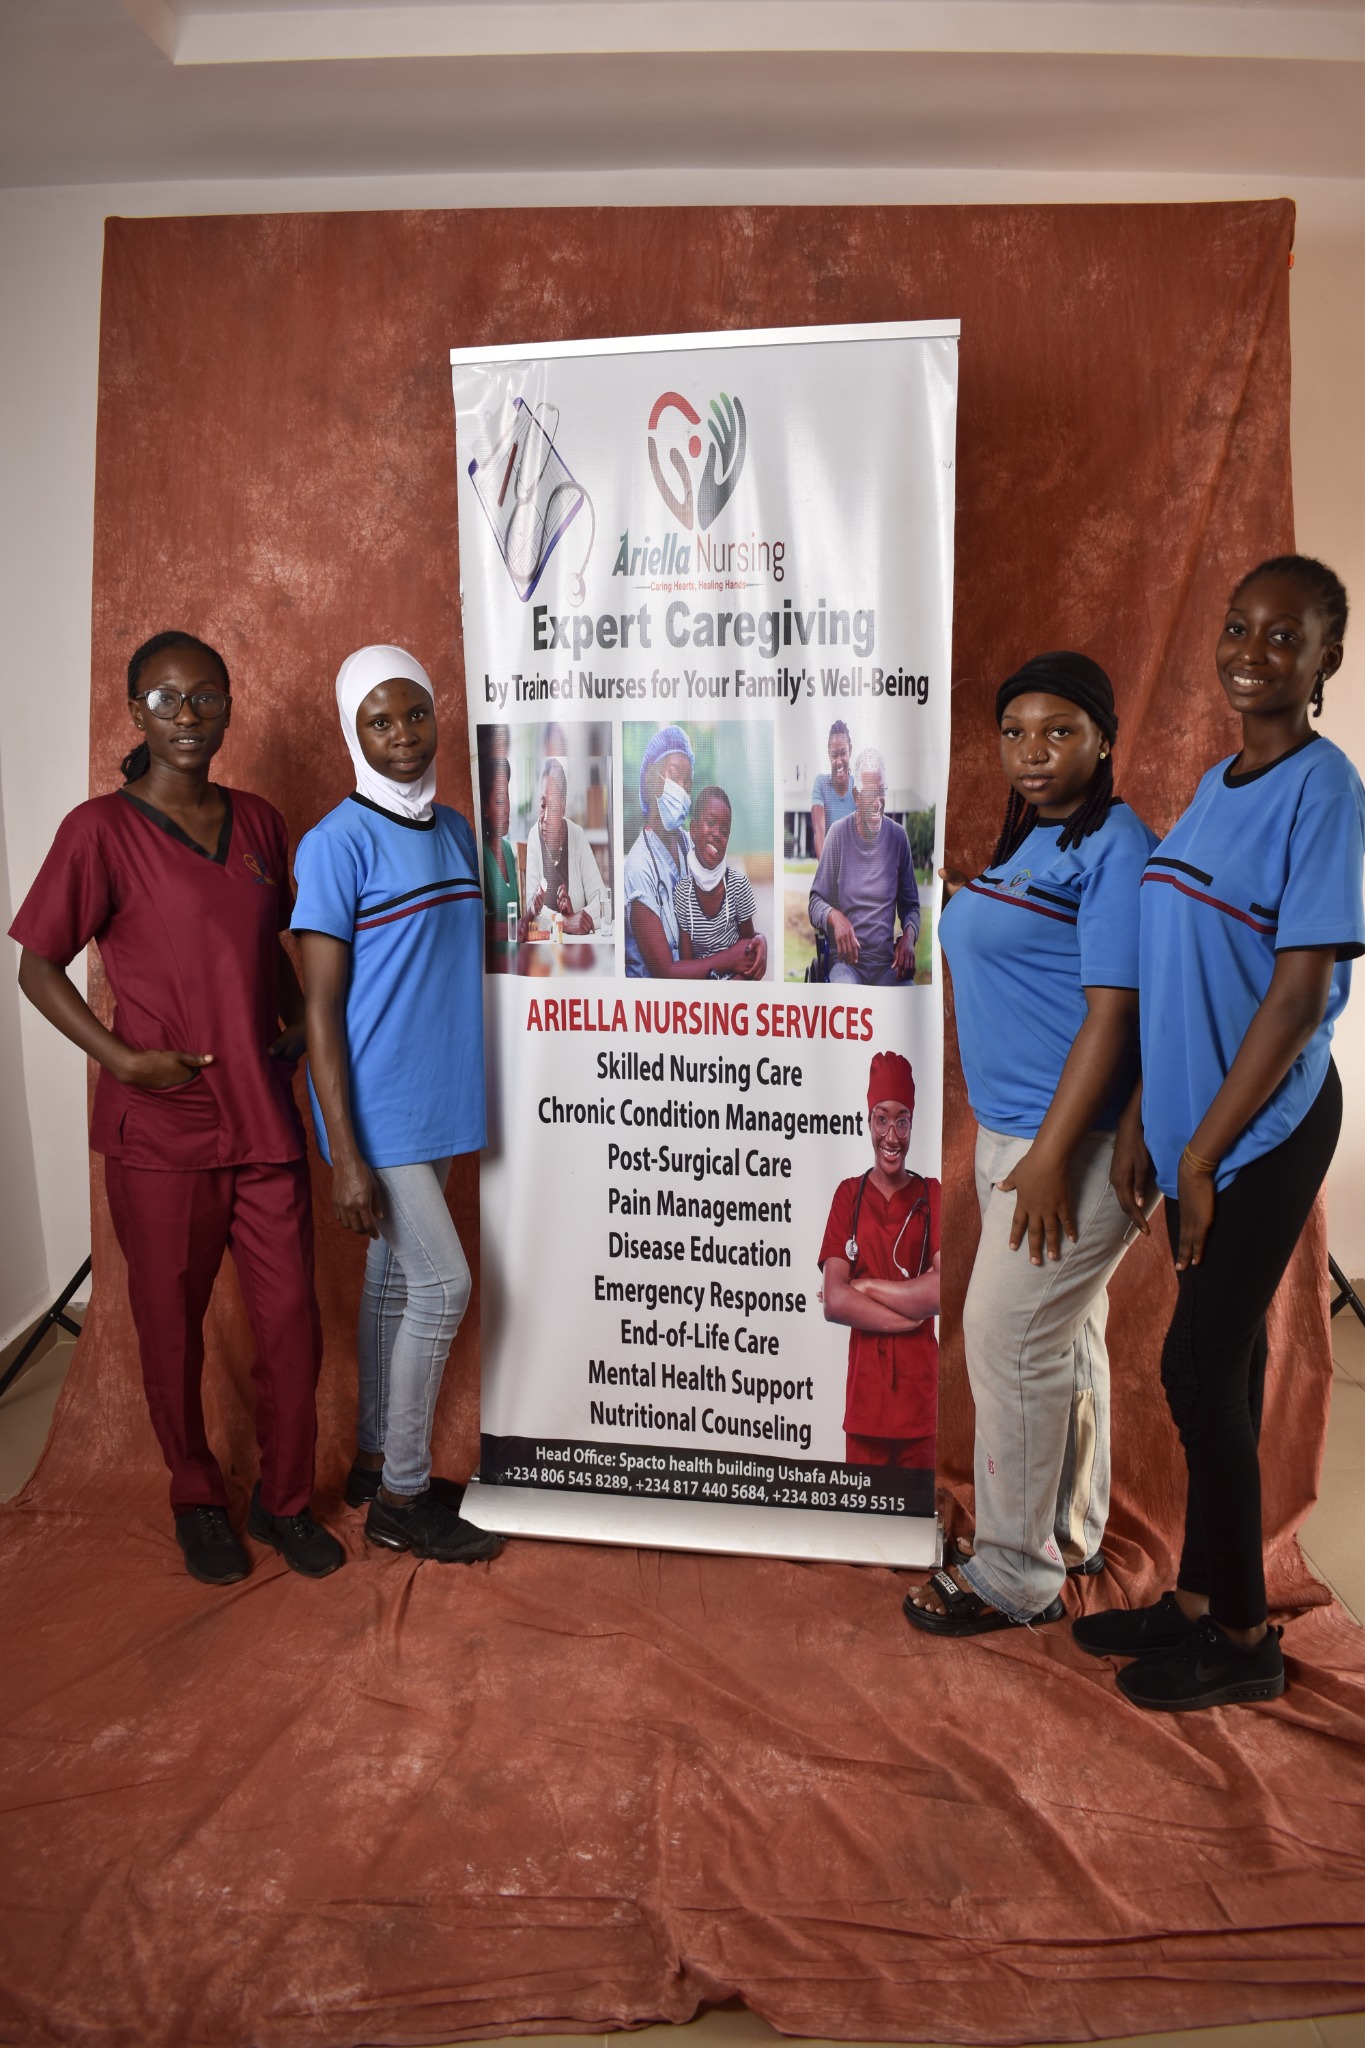 Ariella Nursing
Caring Hearts, Healing Hands
Expert Caregiving
by Trained Nurses for Your Family's Well-Being
ARIELLA NURSING SERVICES
Skilled Nursing Care
Chronic Condition Management
Post-Surgical Care
Pain Management
Disease Education
Emergency Response
End-of-Life Care
Mental Health Support
Nutritional Counseling
Head Office: Spacto health building Ushafa Abuja
+234 806 545 8289, +234 817 440 5684, +234 803 459 5515